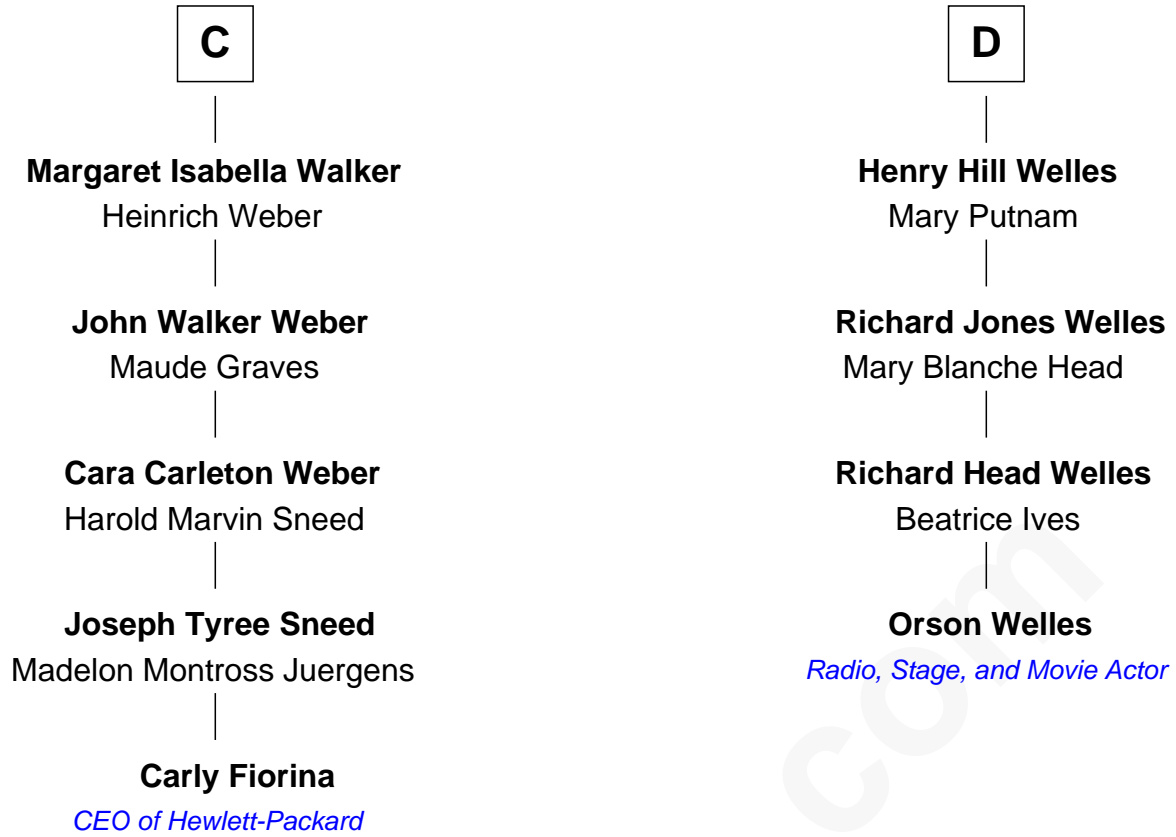 C
Margaret Isabella Walker
Heinrich Weber
John Walker Weber
Maude Graves
Cara Carleton Weber
Harold Marvin Sneed
Joseph Tyree Sneed
Madelon Montross Juergens
Carly Fiorina
CEO of Hewlett-Packard
D
Henry Hill Welles
Mary Putnam
Richard Jones Welles
Mary Blanche Head
Richard Head Welles
Beatrice Ives
Orson Welles
Radio, Stage, and Movie Actor
com